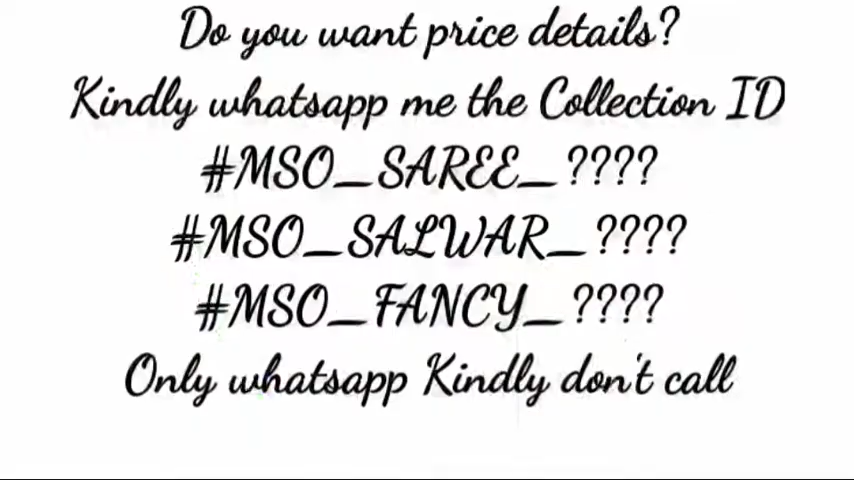 Do you want price details?
Kindly whatsapp me the Collection ID
#MSO_SAREE_????
#MSO_SALWAR_????
#MSO_FANCY_????
Only whatsapp Kindly don't call